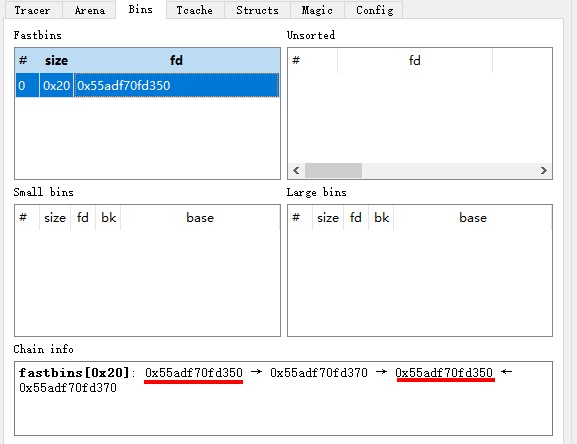 Tracer Arena Bins Tcache Structs Magic Config
Fastbins
# size fd
0 0x20 0x55adf70fd350
Unsorted
# fd
Small bins
# size fd bk base
Large bins
# size fd bk base
Chain info
fastbins[0x20]: 0x55adf70fd350 → 0x55adf70fd370 → 0x55adf70fd350 ←
0x55adf70fd370